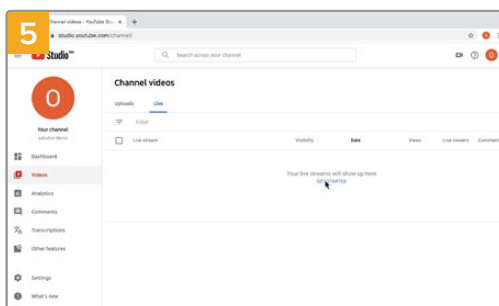 5
Channel videos - YouTube Stu
studio.youtube.com/channel/
Studio
Search across your channel
O
O
Your channel
Channel videos
Uploads
Live
Filter
Live stream
Visibility
Date
Views
Live viewers
Comment
Your live streams will show up here
GET STARTED
Dashboard
Videos
Analytics
Comments
Transcriptions
Other features
Settings
What's new